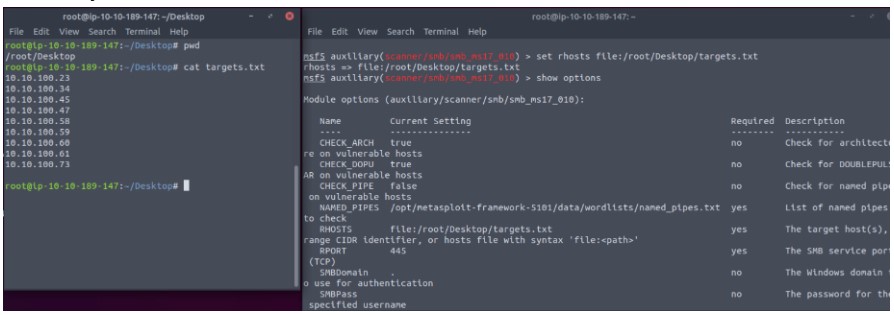 root@ip-10-10-189-147: ~/Desktop
File Edit View Search Terminal Help
root@ip-10-10-189-147:~/Desktop# pwd
/root/Desktop
root@ip-10-10-189-147:~/Desktop# cat targets.txt
10.10.100.23
10.10.100.34
10.10.100.45
10.10.100.47
10.10.100.58
10.10.100.59
10.10.100.60
10.10.100.61
10.10.100.73
root@ip-10-10-189-147:~/Desktop#
root@ip-10-10-189-147: ~
File Edit View Search Terminal Help
msf5 auxiliary(scanner/smb/smb_ms17_010) > set rhosts file:/root/Desktop/targets.txt
rhosts => file:/root/Desktop/targets.txt
msf5 auxiliary(scanner/smb/smb_ms17_010) > show options
Module options (auxiliary/scanner/smb/smb_ms17_010):
Name Current Setting Required Description
---- --------------- -------- -----------
CHECK_ARCH true no Check for architectu
re on vulnerable hosts
CHECK_DOPU true no Check for DOUBLEPULS
AR on vulnerable hosts
CHECK_PIPE false no Check for named pipe
on vulnerable hosts
NAMED_PIPES /opt/metasploit-framework-5101/data/wordlists/named_pipes.txt yes List of named pipes
to check
RHOSTS file:/root/Desktop/targets.txt yes The target host(s),
range CIDR identifier, or hosts file with syntax 'file:<path>'
RPORT 445 yes The SMB service por
(TCP)
SMBDomain . no The Windows domain
o use for authentication
SMBPass no The password for the
specified username